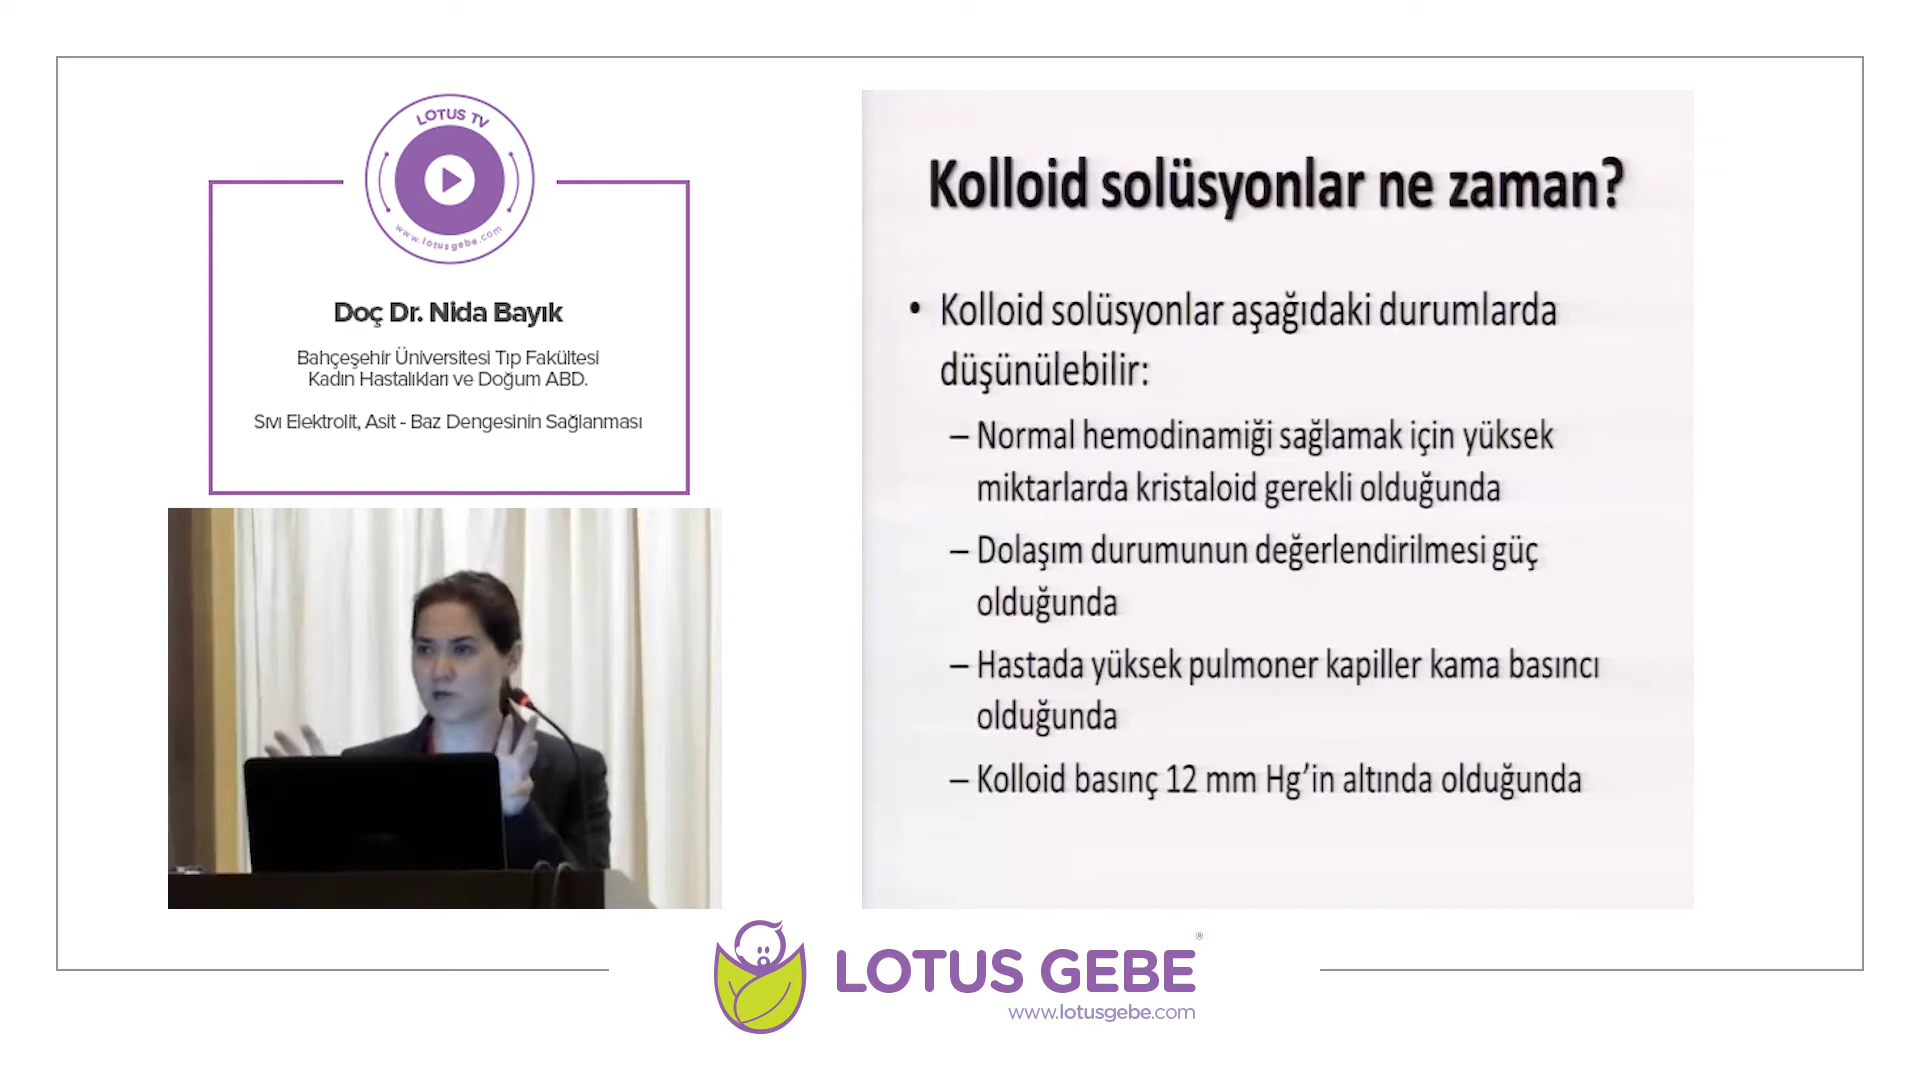 LOTUS TV
www.lotusgebe.com
Doç Dr. Nida Bayık
Bahçeşehir Üniversitesi Tıp Fakültesi
Kadın Hastalıkları ve Doğum ABD.
Sıvı Elektrolit, Asit - Baz Dengesinin Sağlanması
Kolloid solüsyonlar ne zaman?
• Kolloid solüsyonlar aşağıdaki durumlarda
düşünülebilir:
– Normal hemodinamiği sağlamak için yüksek
miktarlarda kristaloid gerekli olduğunda
– Dolaşım durumunun değerlendirilmesi güç
olduğunda
– Hastada yüksek pulmoner kapiller kama basıncı
olduğunda
– Kolloid basınç 12 mm Hg’in altında olduğunda
LOTUS GEBE®
www.lotusgebe.com